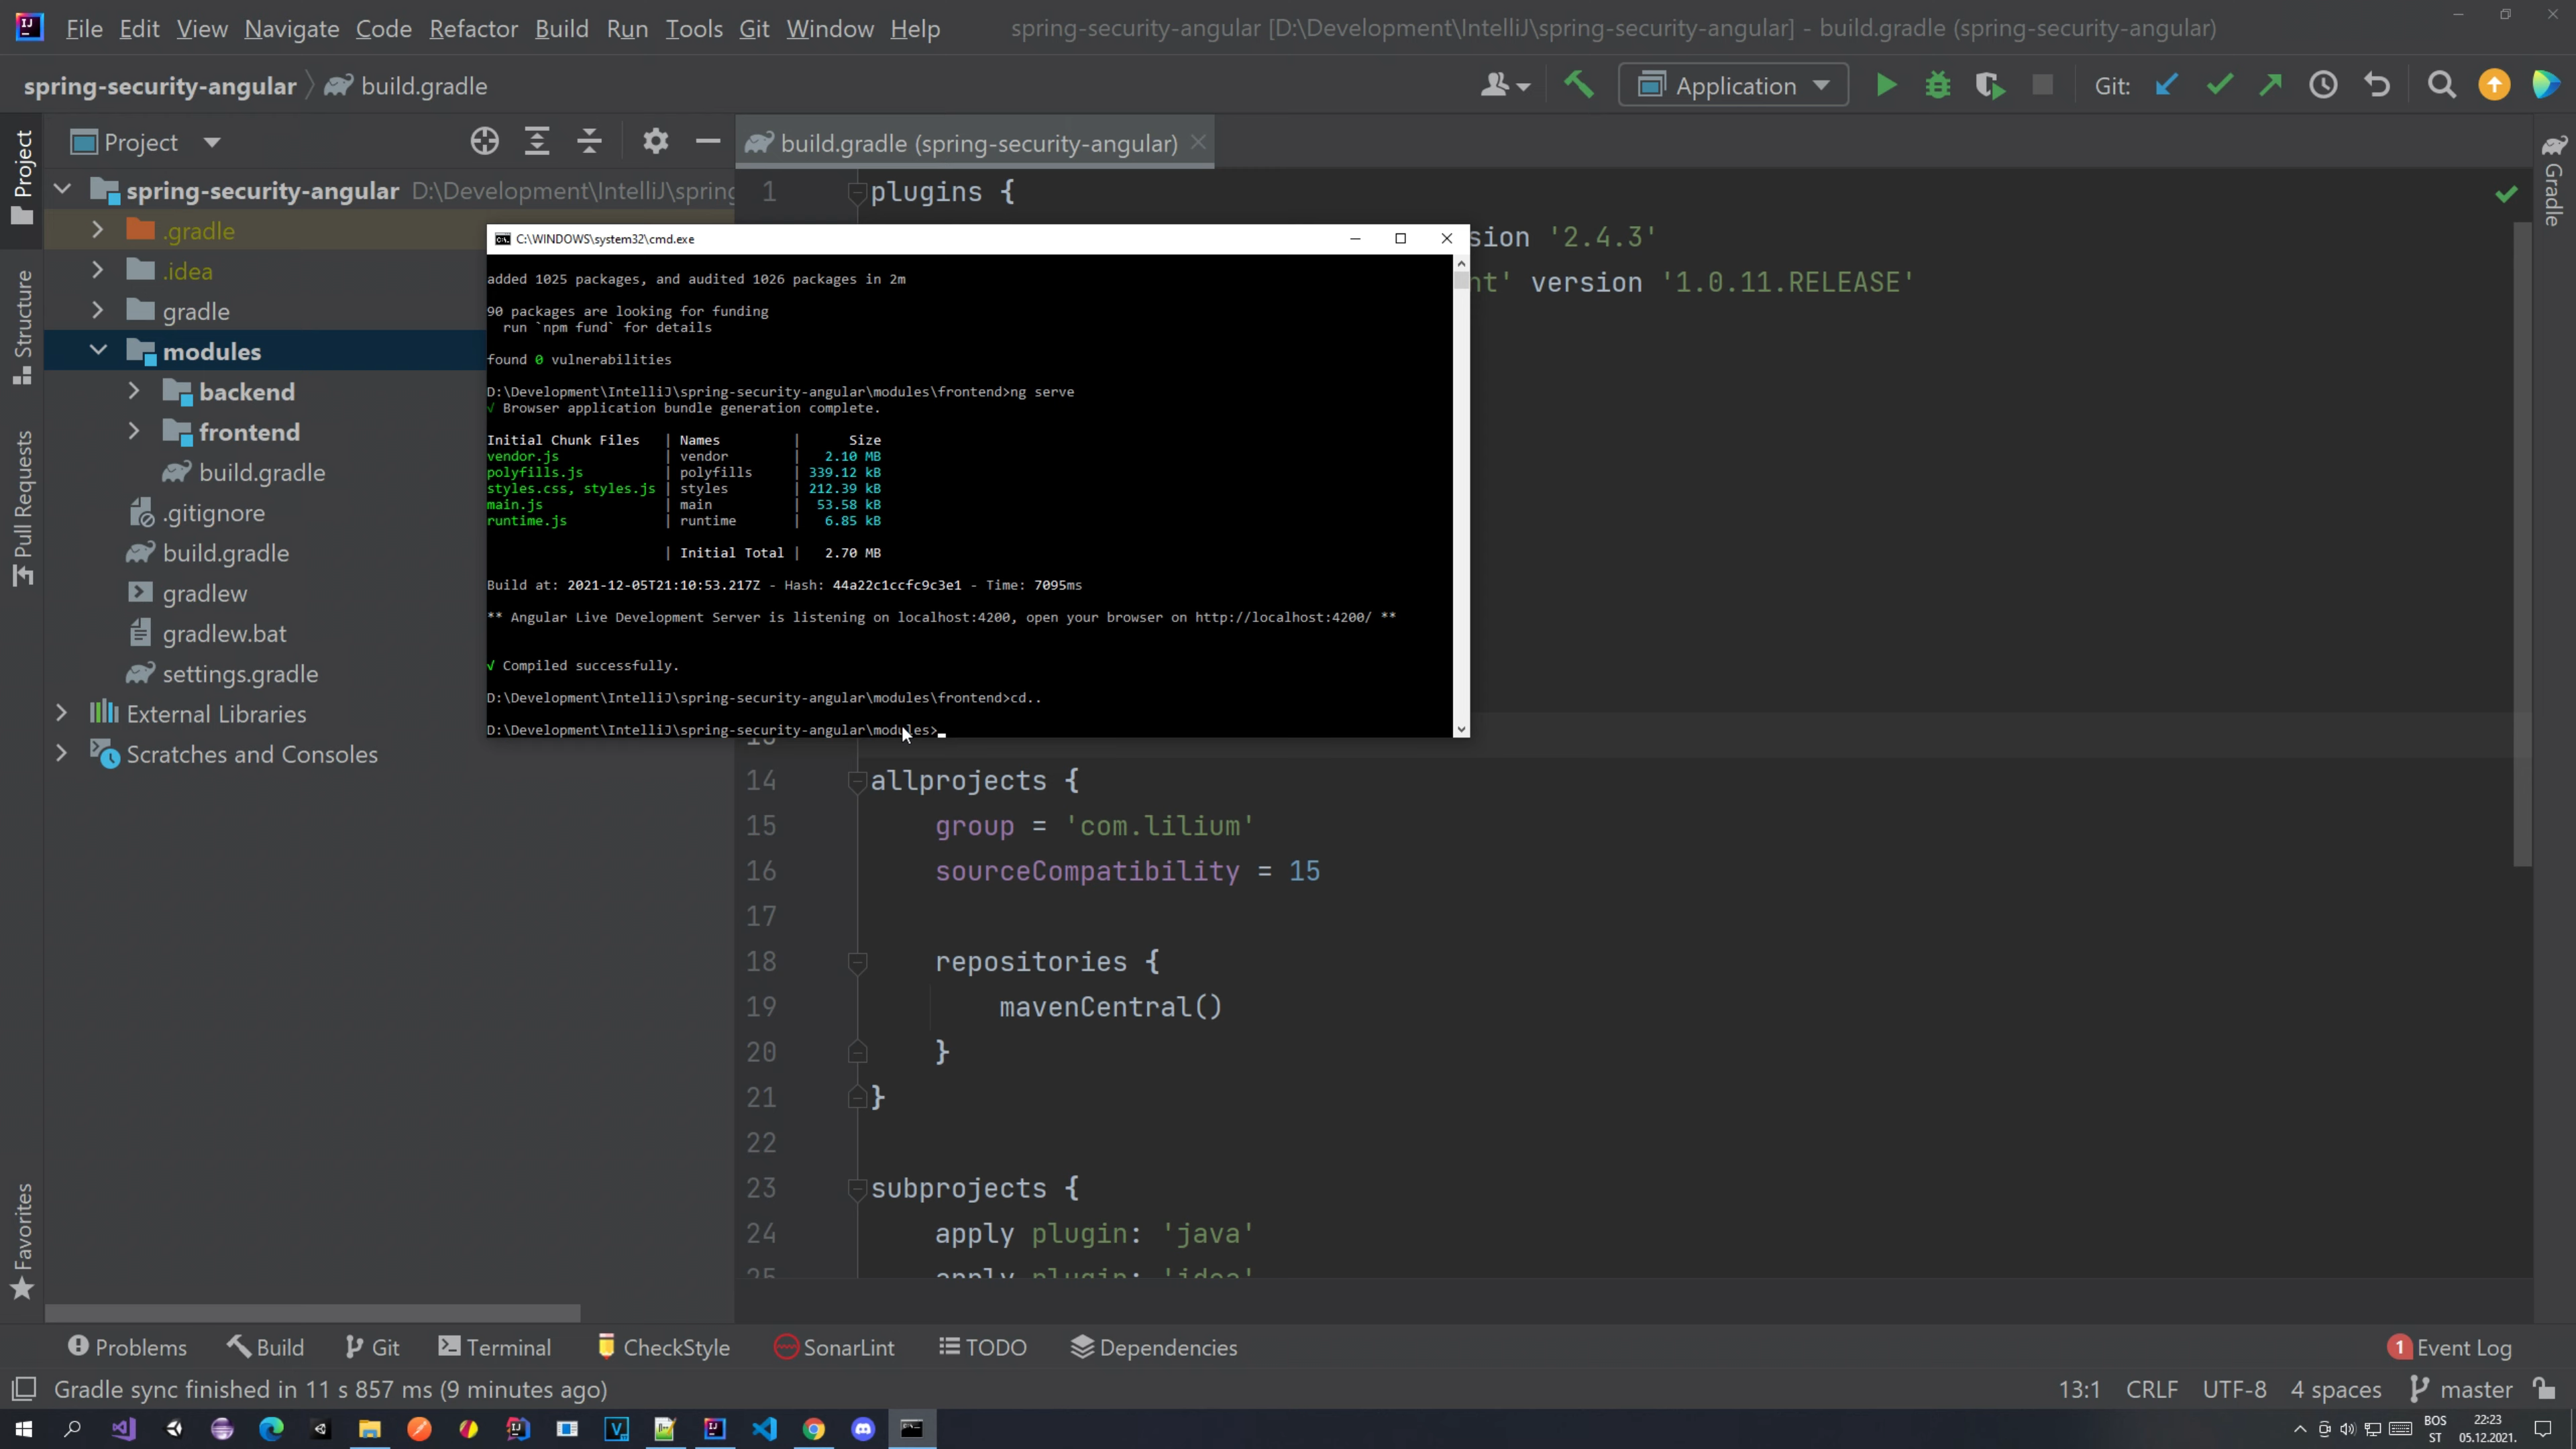 File Edit View Navigate Code Refactor Build Run Tools Git Window Help spring-security-angular [D:\Development\IntelliJ\spring-security-angular] - build.gradle (spring-security-angular)
spring-security-angular build.gradle Application Git:
Project build.gradle (spring-security-angular)
Project
Structure
Pull Requests
Favorites
Gradle
spring-security-angular D:\Development\IntelliJ\spring
.gradle
.idea
gradle
modules
backend
frontend
build.gradle
.gitignore
build.gradle
gradlew
gradlew.bat
settings.gradle
External Libraries
Scratches and Consoles
C:\WINDOWS\system32\cmd.exe
added 1025 packages, and audited 1026 packages in 2m
90 packages are looking for funding
run `npm fund` for details
found 0 vulnerabilities
D:\Development\IntelliJ\spring-security-angular\modules\frontend>ng serve
√ Browser application bundle generation complete.
Initial Chunk Files | Names | Size
vendor.js | vendor | 2.10 MB
polyfills.js | polyfills | 339.12 kB
styles.css, styles.js | styles | 212.39 kB
main.js | main | 53.58 kB
runtime.js | runtime | 6.85 kB
| Initial Total | 2.70 MB
Build at: 2021-12-05T21:10:53.217Z - Hash: 44a22c1ccfc9c3e1 - Time: 7095ms
** Angular Live Development Server is listening on localhost:4200, open your browser on http://localhost:4200/ **
√ Compiled successfully.
D:\Development\IntelliJ\spring-security-angular\modules\frontend>cd..
D:\Development\IntelliJ\spring-security-angular\modules>
1 plugins {
sion '2.4.3'
nt' version '1.0.11.RELEASE'
14 allprojects {
15 group = 'com.lilium'
16 sourceCompatibility = 15
17
18 repositories {
19 mavenCentral()
20 }
21 }
22
23 subprojects {
24 apply plugin: 'java'
25 apply plugin: 'idea'
Problems Build Git Terminal CheckStyle SonarLint TODO Dependencies 1 Event Log
Gradle sync finished in 11 s 857 ms (9 minutes ago) 13:1 CRLF UTF-8 4 spaces master
BOS 22:23
ST 05.12.2021.